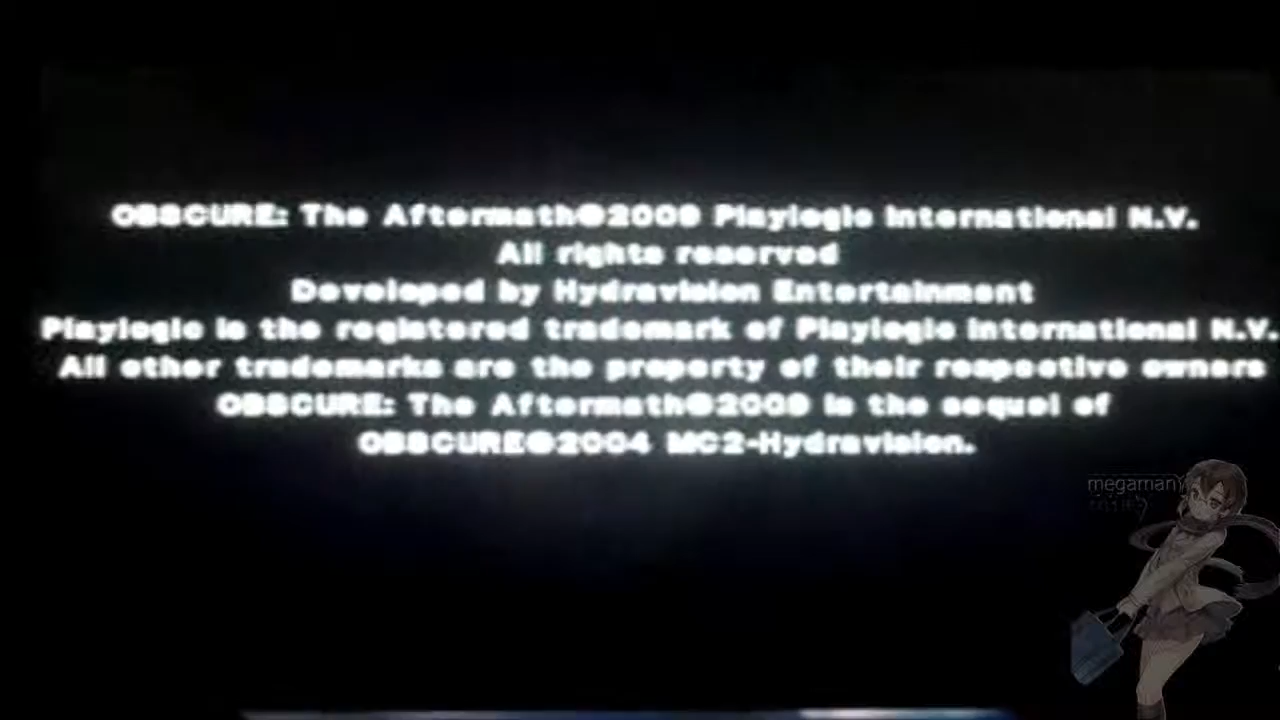 OBSCURE: The Aftermath©2009 Playlogic International N.V.
All rights reserved
Developed by Hydravision Entertainment
Playlogic is the registered trademark of Playlogic International N.V.
All other trademarks are the property of their respective owners
OBSCURE: The Aftermath©2009 is the sequel of
OBSCURE©2004 MC2-Hydravision.
megaman